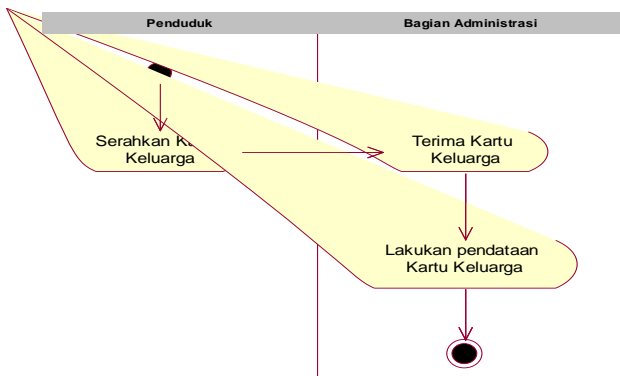 Penduduk
Bagian Administrasi
Serahkan
Keluarga
Terima Kartu
Keluarga
Lakukan pendataan
Kartu Keluarga